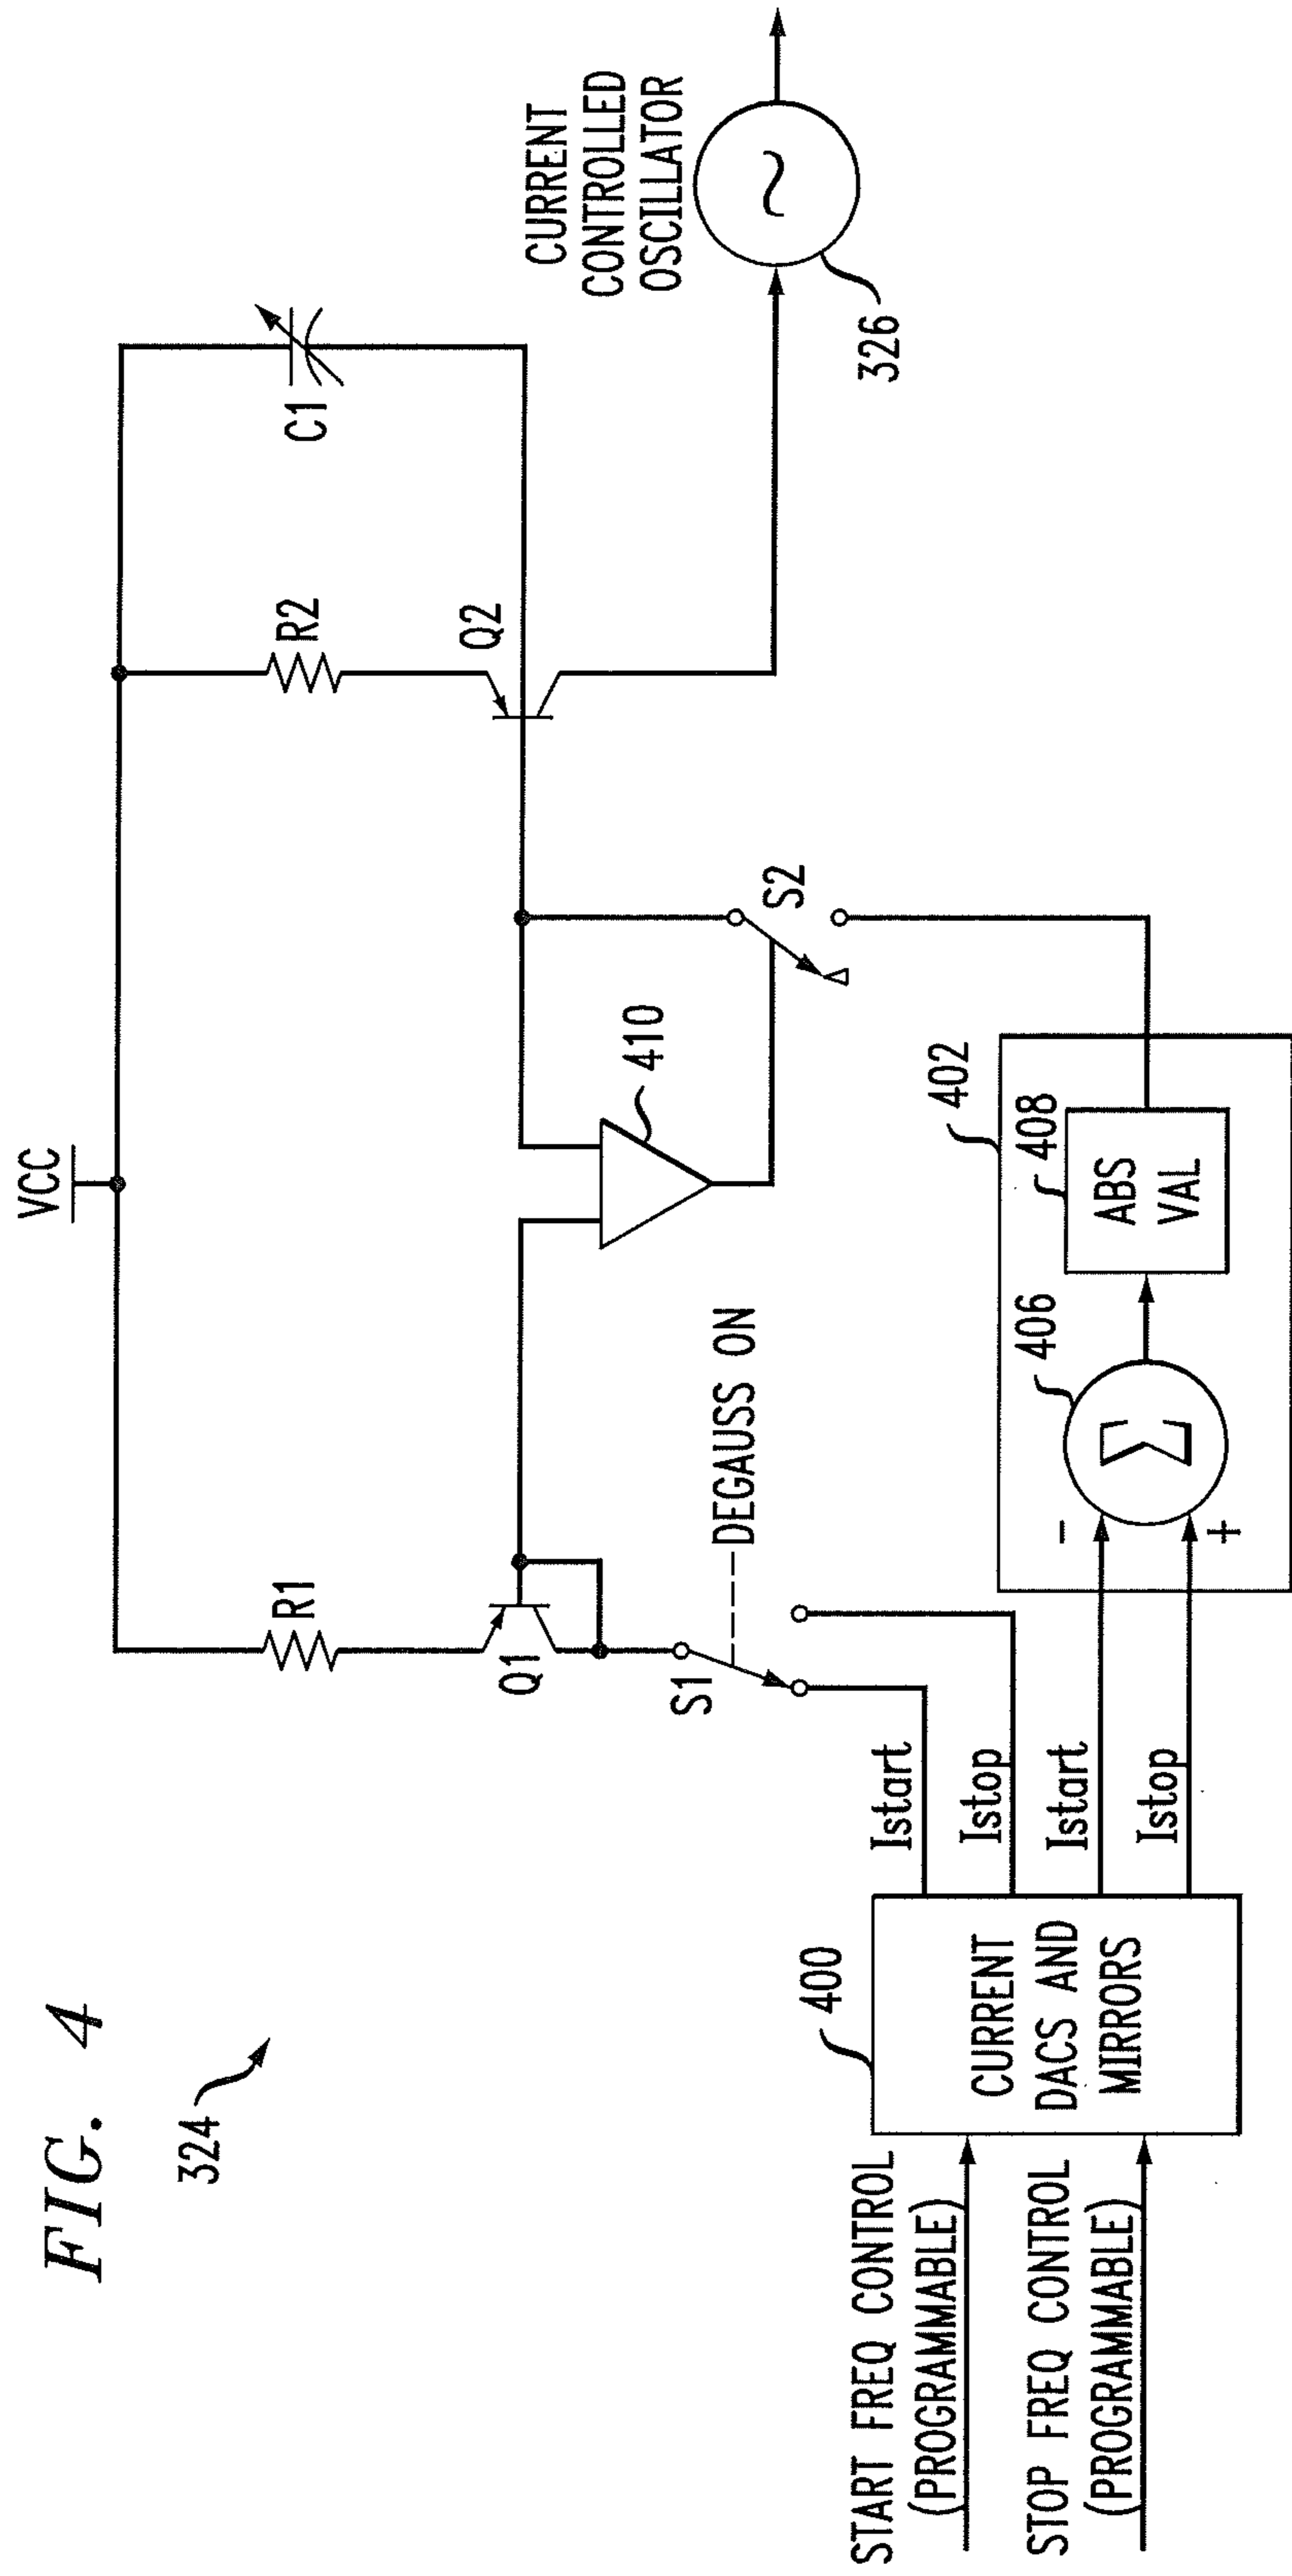 FIG. 4
324
VCC
R1
R2
C1
Q1
Q2
410
S1
DEGAUSS ON
S2
CURRENT
CONTROLLED
OSCILLATOR
326
START FREQ CONTROL
(PROGRAMMABLE)
STOP FREQ CONTROL
(PROGRAMMABLE)
400
CURRENT
DACS AND
MIRRORS
Istart
Istop
Istart
Istop
402
406
-
+
Σ
408
ABS
VAL